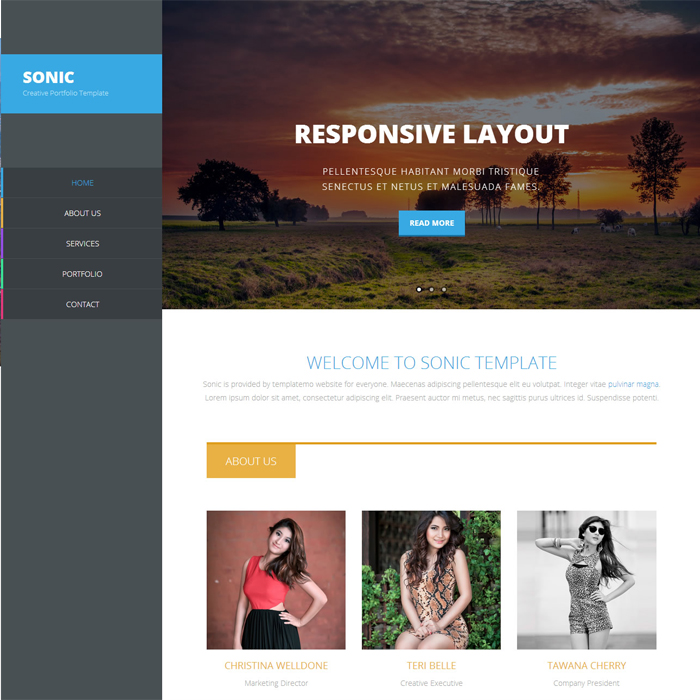 SONIC
Creative Portfolio Template
HOME
ABOUT US
SERVICES
PORTFOLIO
CONTACT
RESPONSIVE LAYOUT
PELLENTESQUE HABITANT MORBI TRISTIQUE
SENECTUS ET NETUS ET MALESUADA FAMES.
READ MORE
WELCOME TO SONIC TEMPLATE
Sonic is provided by templatemo website for everyone. Maecenas adipiscing pellentesque elit eu volutpat. Integer vitae pulvinar magna.
Lorem ipsum dolor sit amet, consectetur adipiscing elit. Praesent auctor mi metus, nec sagittis purus ultrices id. Suspendisse potenti.
ABOUT US
CHRISTINA WELLDONE
Marketing Director
TERI BELLE
Creative Executive
TAWANA CHERRY
Company President